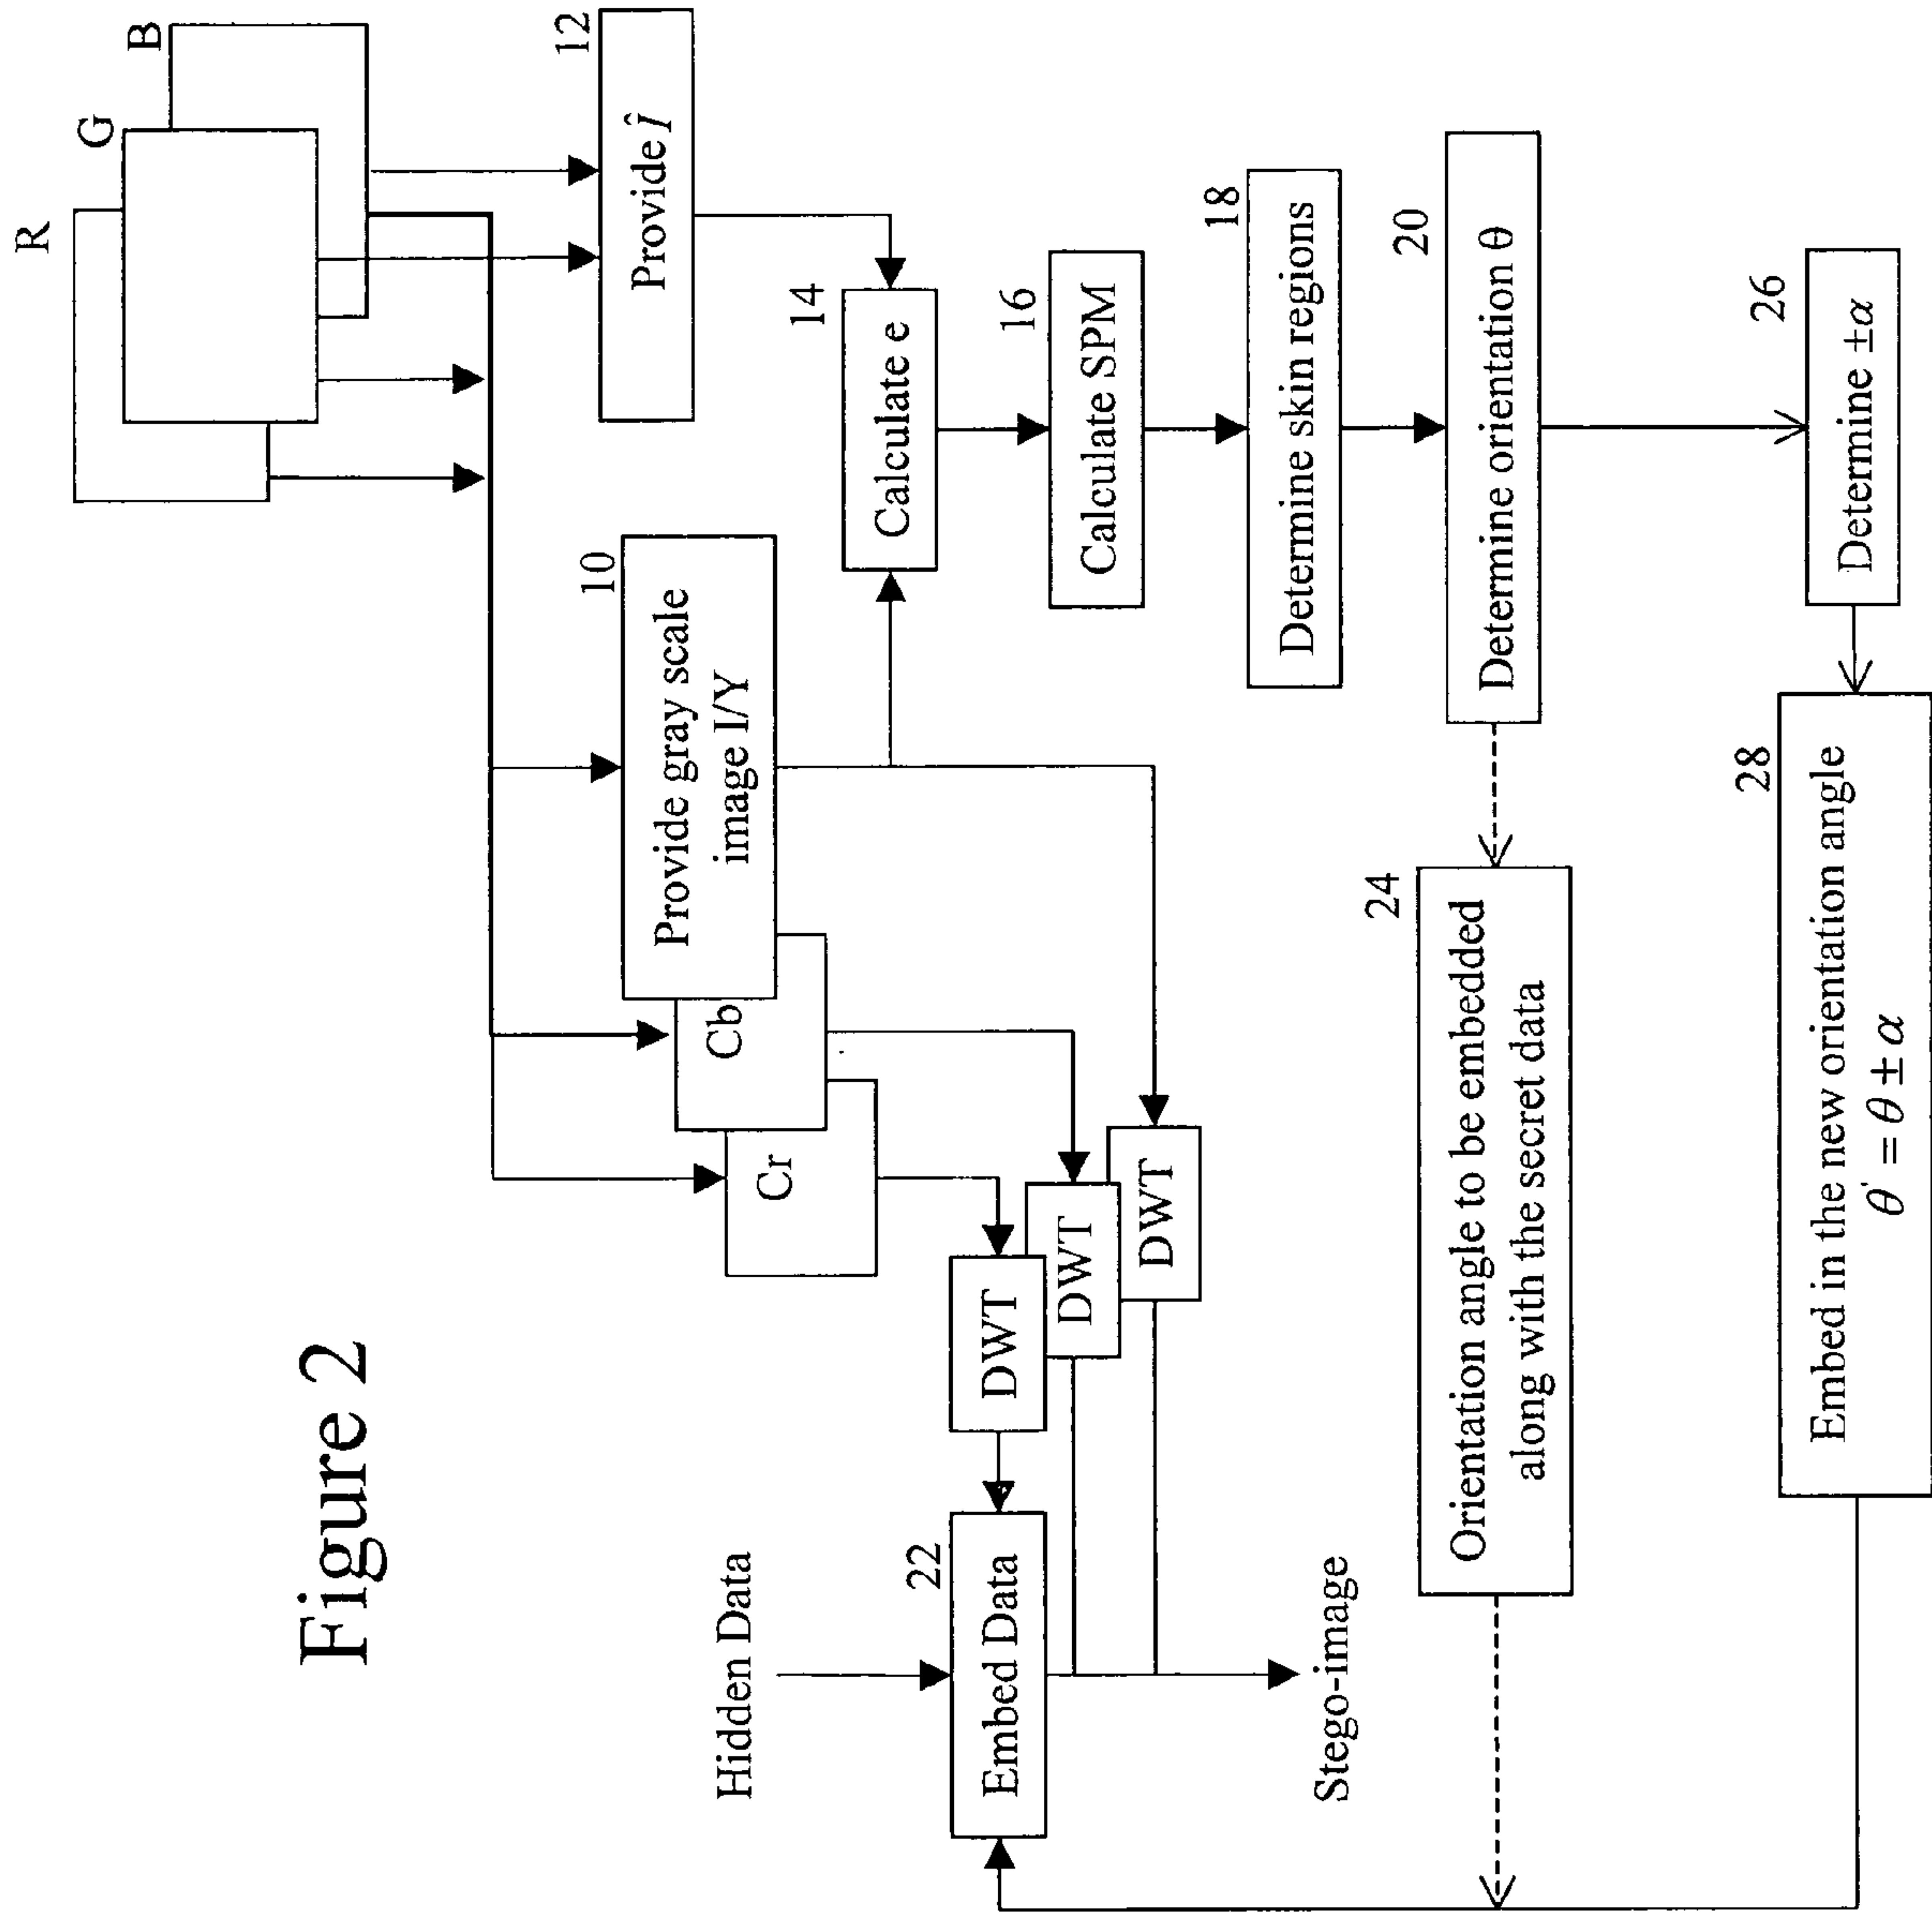 Figure 2
R
G
B
12
Provide Î
10
Provide gray scale
image I/Y
Cb
Cr
14
Calculate e
16
Calculate SPM
18
Determine skin regions
20
Determine orientation θ
26
Determine ±α
28
Embed in the new orientation angle
θ' = θ ± α
24
Orientation angle to be embedded
along with the secret data
DWT
DWT
DWT
Hidden Data
22
Embed Data
Stego-image